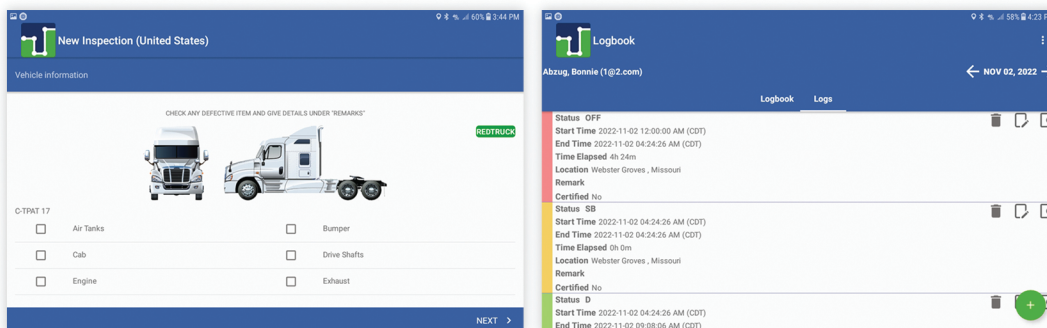 60% 3:44 PM
New Inspection (United States)
Vehicle information
CHECK ANY DEFECTIVE ITEM AND GIVE DETAILS UNDER "REMARKS"
REDTRUCK
C-TPAT 17
Air Tanks
Bumper
Cab
Drive Shafts
Engine
Exhaust
NEXT
58% 4:23
Logbook
Abzug, Bonnie (1@2.com)
NOV 02, 2022
Logbook Logs
Status OFF
Start Time 2022-11-02 12:00:00 AM (CDT)
End Time 2022-11-02 04:24:26 AM (CDT)
Time Elapsed 4h 24m
Location Webster Groves , Missouri
Remark
Certified No
Status SB
Start Time 2022-11-02 04:24:26 AM (CDT)
End Time 2022-11-02 04:24:26 AM (CDT)
Time Elapsed 0h 0m
Location Webster Groves , Missouri
Remark
Certified No
Status D
Start Time 2022-11-02 04:24:26 AM (CDT)
End Time 2022-11-02 09:08:06 AM (CDT)